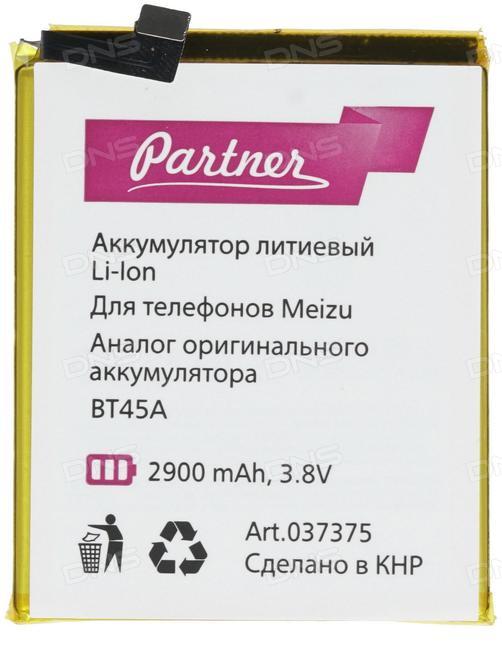 Partner
Аккумулятор литиевый
Li-Ion
Для телефонов Meizu
Аналог оригинального
аккумулятора
BT45A
2900 mAh, 3.8V
Art.037375
Сделано в КНР